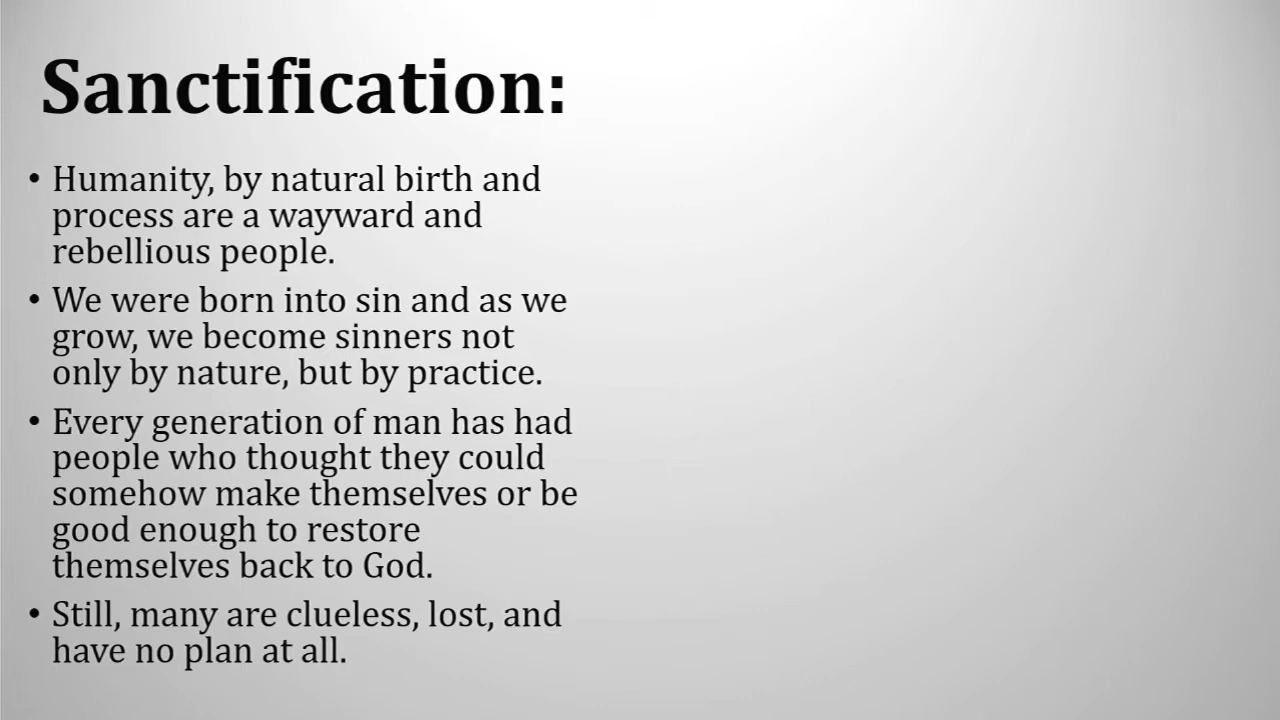 Sanctification:
• Humanity, by natural birth and
process are a wayward and
rebellious people.
• We were born into sin and as we
grow, we become sinners not
only by nature, but by practice.
• Every generation of man has had
people who thought they could
somehow make themselves or be
good enough to restore
themselves back to God.
• Still, many are clueless, lost, and
have no plan at all.